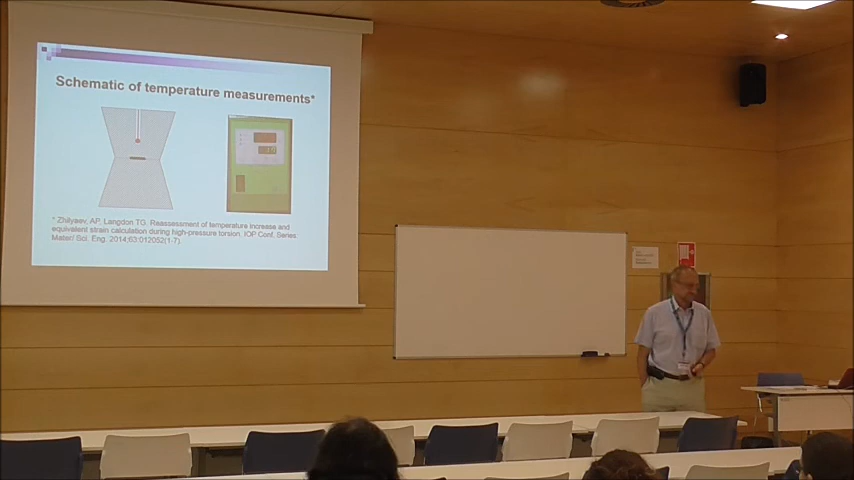 Schematic of temperature measurements*
* Zhilyaev, AP, Langdon TG. Reassessment of temperature increase and
equivalent strain calculation during high-pressure torsion. IOP Conf. Series:
Mater/ Sci. Eng. 2014;63:012052(1-7).